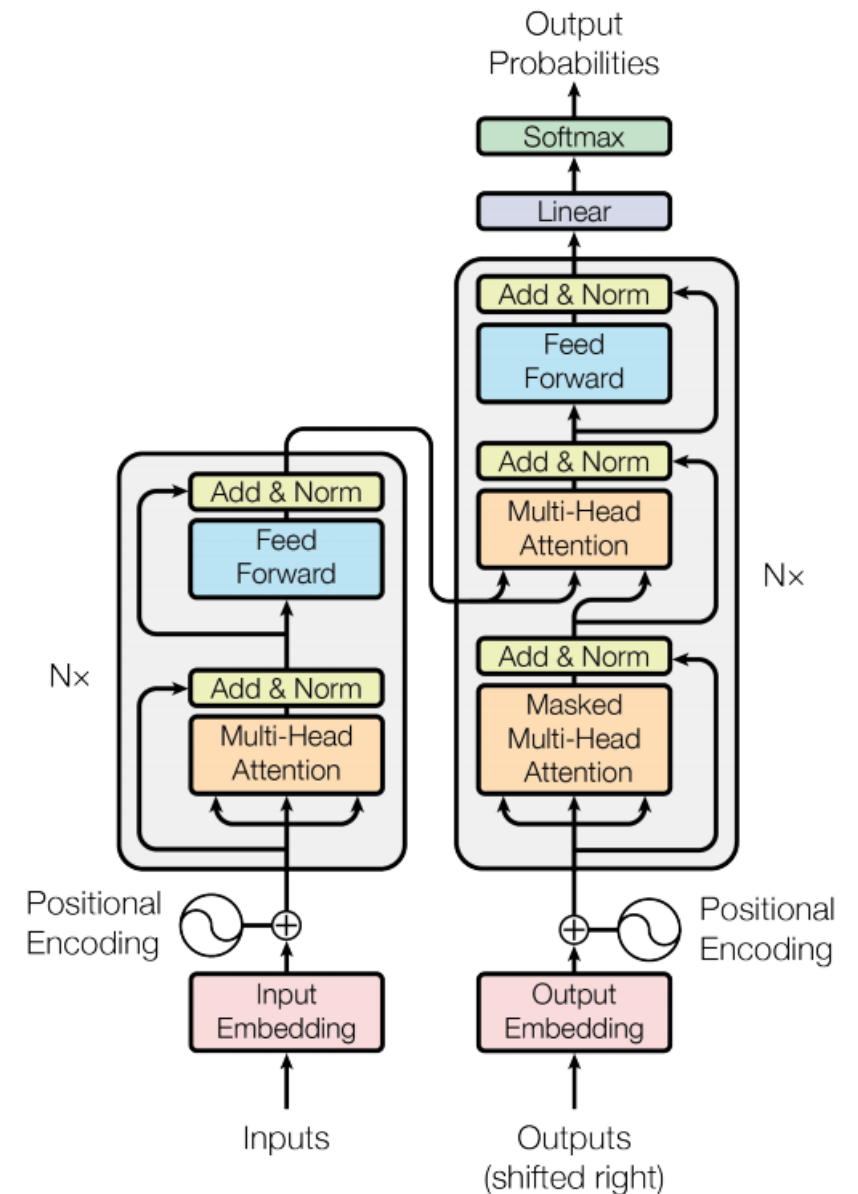 Output
Probabilities
Softmax
Linear
Add & Norm
Feed
Forward
Add & Norm
Multi-Head
Attention
Add & Norm
Masked
Multi-Head
Attention
N×
Add & Norm
Feed
Forward
Add & Norm
Multi-Head
Attention
N×
Positional
Encoding
Positional
Encoding
Input
Embedding
Output
Embedding
Inputs
Outputs
(shifted right)